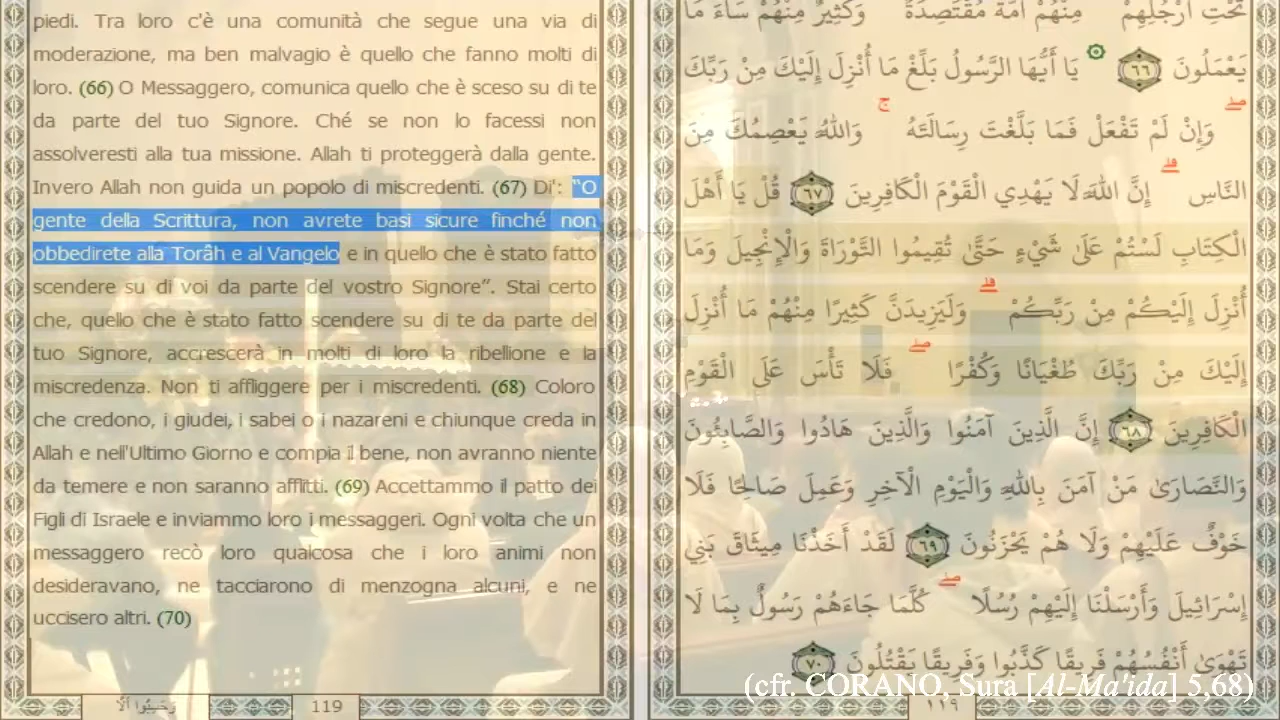 piedi. Tra loro c'è una comunità che segue una via di
moderazione, ma ben malvagio è quello che fanno molti di
loro. (66) O Messaggero, comunica quello che è sceso su di te
da parte del tuo Signore. Ché se non lo facessi non
assolveresti alla tua missione. Allah ti proteggerà dalla gente.
Invero Allah non guida un popolo di miscredenti. (67) Di': “O
gente della Scrittura, non avrete basi sicure finché non
obbedirete alla Torâh e al Vangelo e in quello che è stato fatto
scendere su di voi da parte del vostro Signore”. Stai certo
che, quello che è stato fatto scendere su di te da parte del
tuo Signore, accrescerà in molti di loro la ribellione e la
miscredenza. Non ti affliggere per i miscredenti. (68) Coloro
che credono, i giudei, i sabei o i nazareni e chiunque creda in
Allah e nell'Ultimo Giorno e compia il bene, non avranno niente
da temere e non saranno afflitti. (69) Accettammo il patto dei
Figli di Israele e inviammo loro i messaggeri. Ogni volta che un
messaggero recò loro qualcosa che i loro animi non
desideravano, ne tacciarono di menzogna alcuni, e ne
uccisero altri. (70)
119
تَحْتِ أَرْجُلِهِمْ مِنْهُمْ أُمَّةٌ مُقْتَصِدَةٌ وَكَثِيرٌ مِنْهُمْ سَاءَ مَا
يَعْمَلُونَ ٦٦ يَا أَيُّهَا الرَّسُولُ بَلِّغْ مَا أُنْزِلَ إِلَيْكَ مِنْ رَبِّكَ
وَإِنْ لَمْ تَفْعَلْ فَمَا بَلَّغْتَ رِسَالَتَهُ وَاللَّهُ يَعْصِمُكَ مِنَ
النَّاسِ إِنَّ اللَّهَ لَا يَهْدِي الْقَوْمَ الْكَافِرِينَ ٦٧ قُلْ يَا أَهْلَ
الْكِتَابِ لَسْتُمْ عَلَىٰ شَيْءٍ حَتَّىٰ تُقِيمُوا التَّوْرَاةَ وَالْإِنْجِيلَ وَمَا
أُنْزِلَ إِلَيْكُمْ مِنْ رَبِّكُمْ وَلَيَزِيدَنَّ كَثِيرًا مِنْهُمْ مَا أُنْزِلَ
إِلَيْكَ مِنْ رَبِّكَ طُغْيَانًا وَكُفْرًا فَلَا تَأْسَ عَلَى الْقَوْمِ
الْكَافِرِينَ ٦٨ إِنَّ الَّذِينَ آمَنُوا وَالَّذِينَ هَادُوا وَالصَّابِئُونَ
وَالنَّصَارَىٰ مَنْ آمَنَ بِاللَّهِ وَالْيَوْمِ الْآخِرِ وَعَمِلَ صَالِحًا فَلَا
خَوْفٌ عَلَيْهِمْ وَلَا هُمْ يَحْزَنُونَ ٦٩ لَقَدْ أَخَذْنَا مِيثَاقَ بَنِي
إِسْرَائِيلَ وَأَرْسَلْنَا إِلَيْهِمْ رُسُلًا كُلَّمَا جَاءَهُمْ رَسُولٌ بِمَا لَا
تَهْوَىٰ أَنْفُسُهُمْ فَرِيقًا كَذَّبُوا وَفَرِيقًا يَقْتُلُونَ ٧٠
(cfr. CORANO, Sura [Al-Ma'ida] 5,68)
١١٩